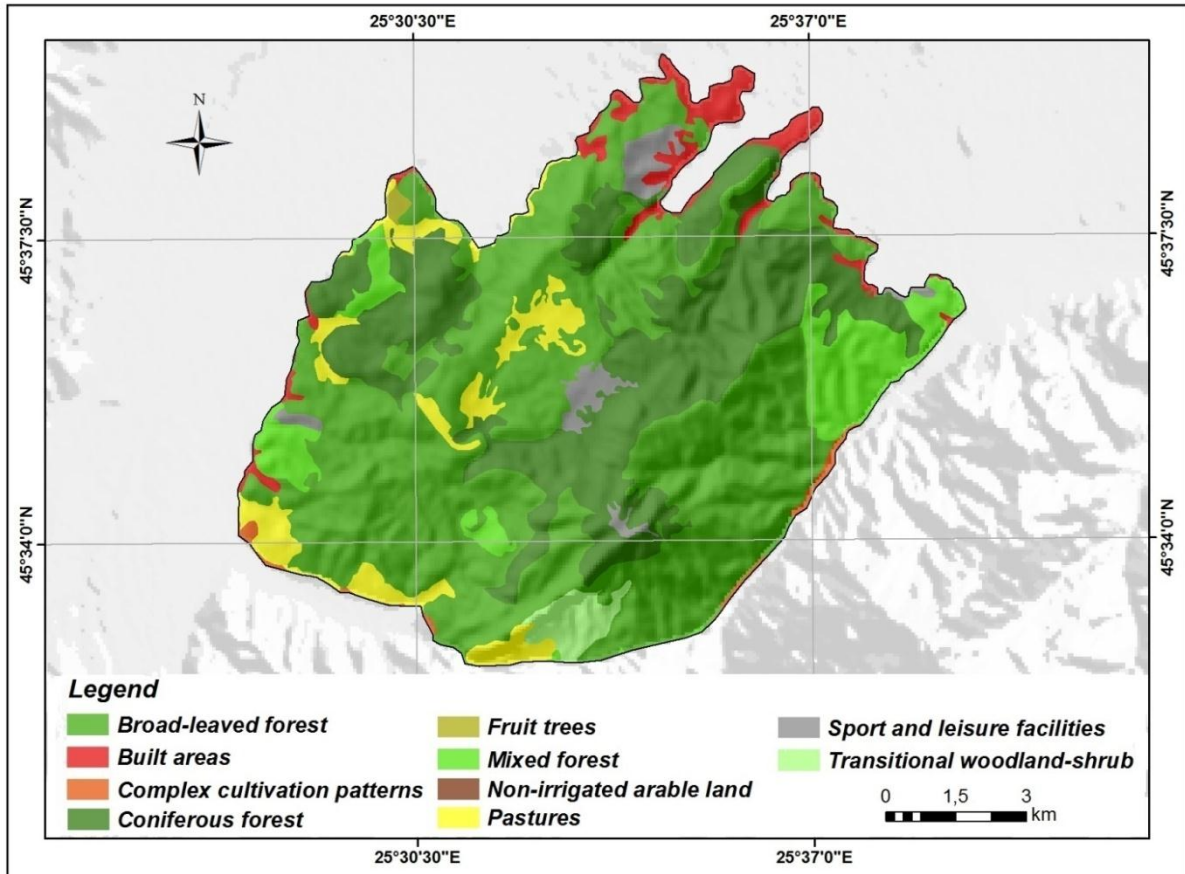 25°30'30"E
25°37'0"E
N
45°37'30"N
45°37'30"N
45°34'0"N
45°34'0"N
Legend
Broad-leaved forest
Built areas
Complex cultivation patterns
Coniferous forest
Fruit trees
Mixed forest
Non-irrigated arable land
Pastures
Sport and leisure facilities
Transitional woodland-shrub
0 1,5 3
km
25°30'30"E
25°37'0"E